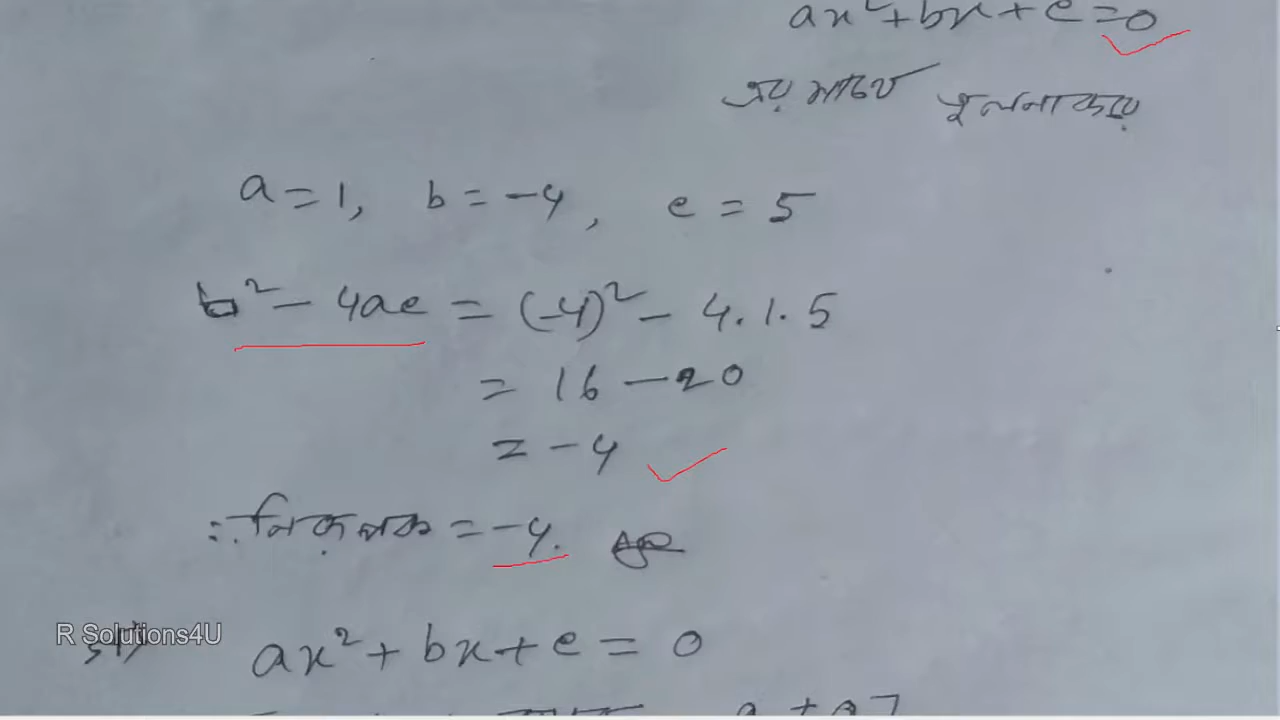 ax²+bx+c=0
এর সাথে তুলনা করে
a=1, b=-4, c=5
b²-4ac = (-4)²-4.1.5
= 16-20
= -4
∴ নিরূপক = -4.
R Solutions4U
ax²+bx+c=0